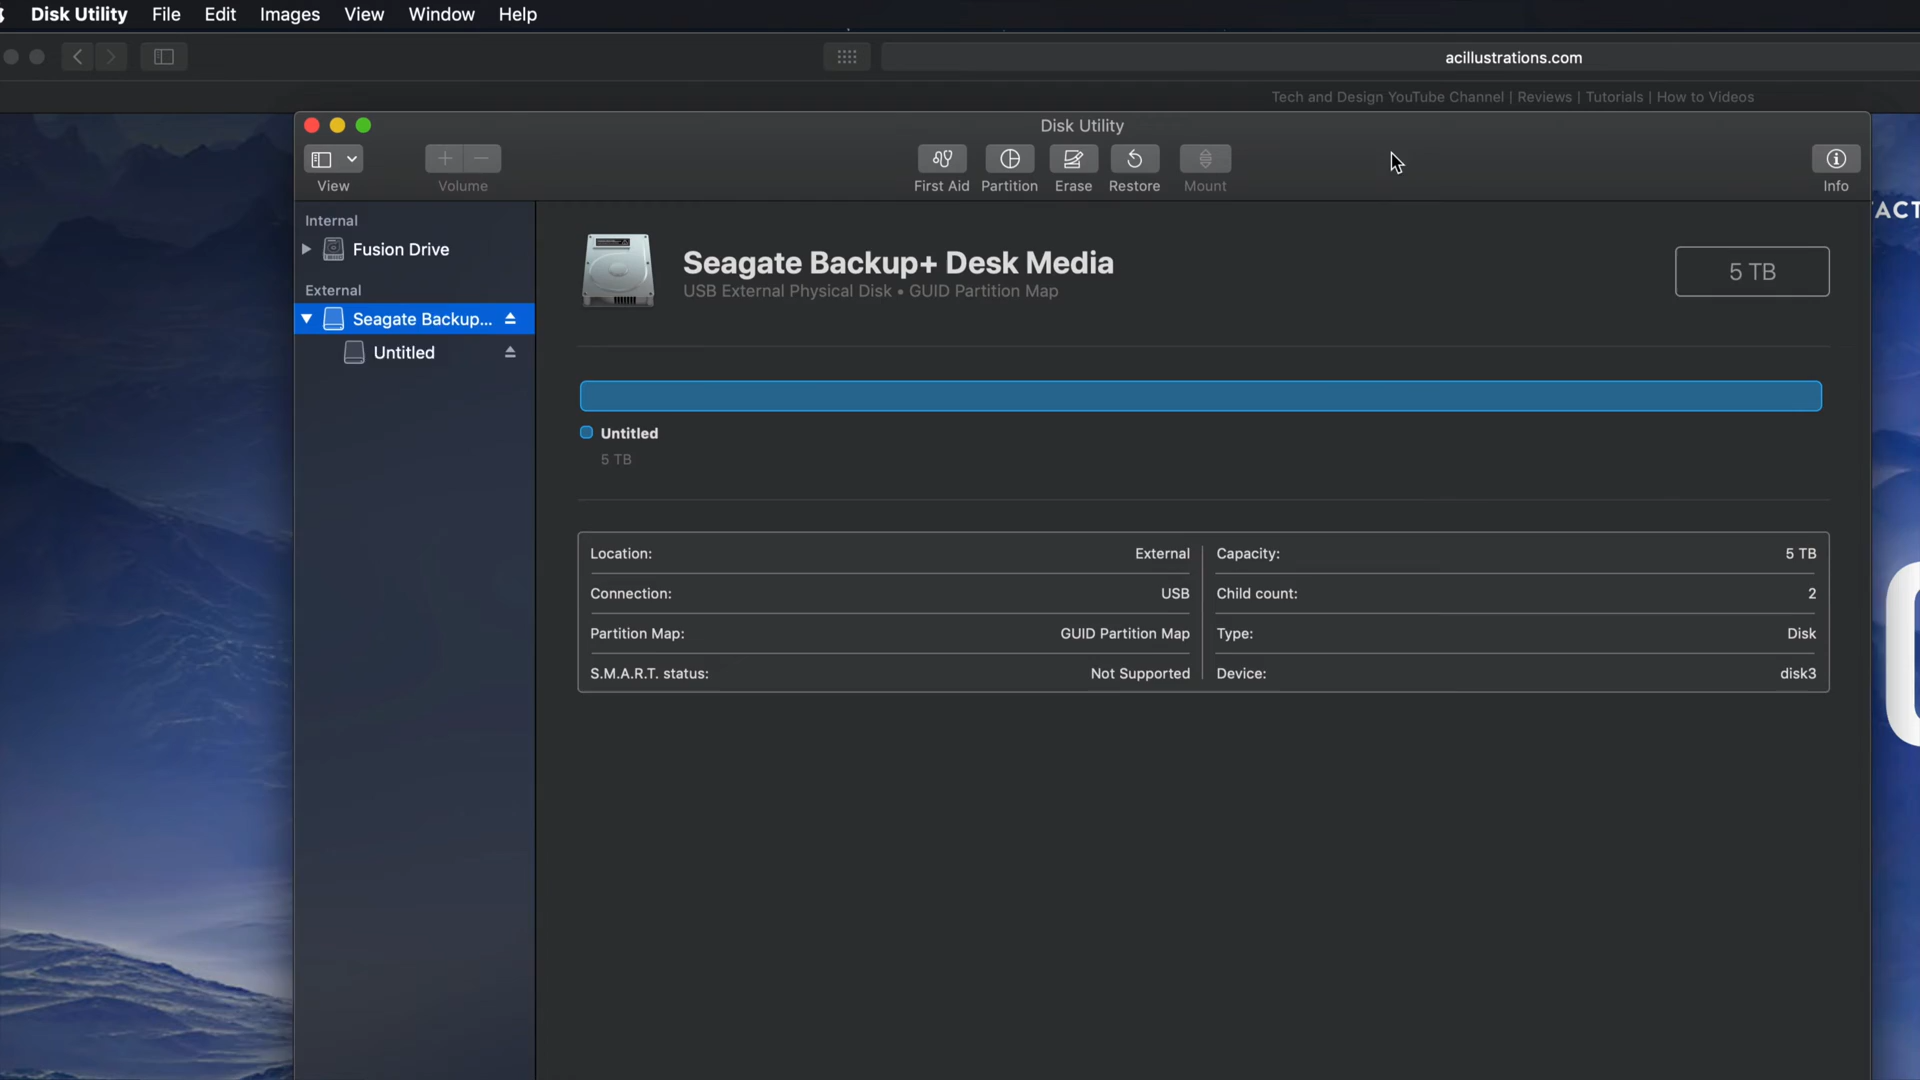 Disk Utility File Edit Images View Window Help
acillustrations.com
Tech and Design YouTube Channel | Reviews | Tutorials | How to Videos
Disk Utility
View Volume First Aid Partition Erase Restore Mount Info
Internal
Fusion Drive
External
Seagate Backup...
Untitled
Seagate Backup+ Desk Media
USB External Physical Disk • GUID Partition Map
5 TB
Untitled
5 TB
Location: External Capacity: 5 TB
Connection: USB Child count: 2
Partition Map: GUID Partition Map Type: Disk
S.M.A.R.T. status: Not Supported Device: disk3